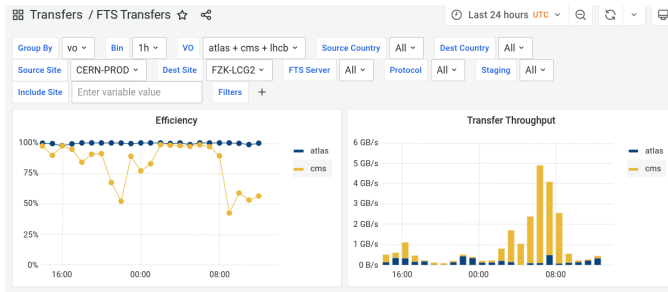 Transfers / FTS Transfers
Last 24 hours UTC
Group By vo Bin 1h VO atlas + cms + lhcb Source Country All Dest Country All
Source Site CERN-PROD Dest Site FZK-LCG2 FTS Server All Protocol All Staging All
Include Site Enter variable value Filters +
Efficiency
100%
75%
50%
25%
0%
16:00 00:00 08:00
atlas
cms
Transfer Throughput
6 GB/s
5 GB/s
4 GB/s
3 GB/s
2 GB/s
1 GB/s
0 B/s
16:00 00:00 08:00
atlas
cms